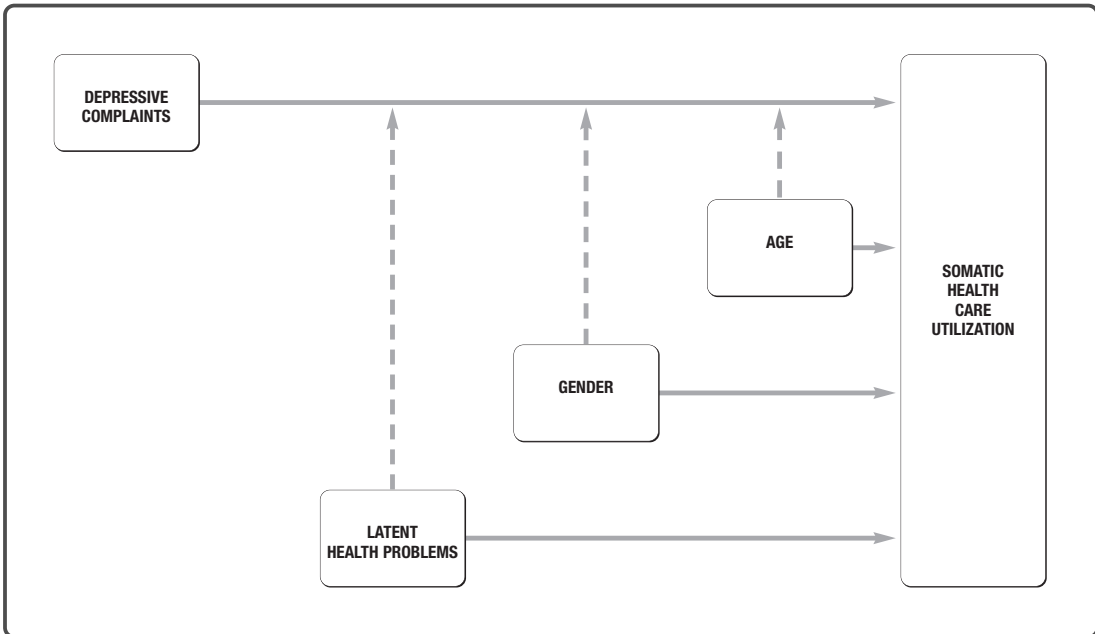 DEPRESSIVE
COMPLAINTS
AGE
SOMATIC
HEALTH
CARE
UTILIZATION
GENDER
LATENT
HEALTH PROBLEMS